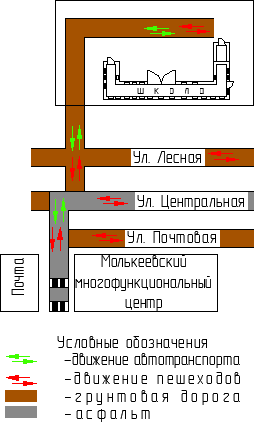 школа
Ул. Лесная
Ул. Центральная
Ул. Почтовая
Почта
Молькеевский
многофункциональный
центр
Условные обозначения
-движение автотранспорта
-движение пешеходов
-грунтовая дорога
-асфальт